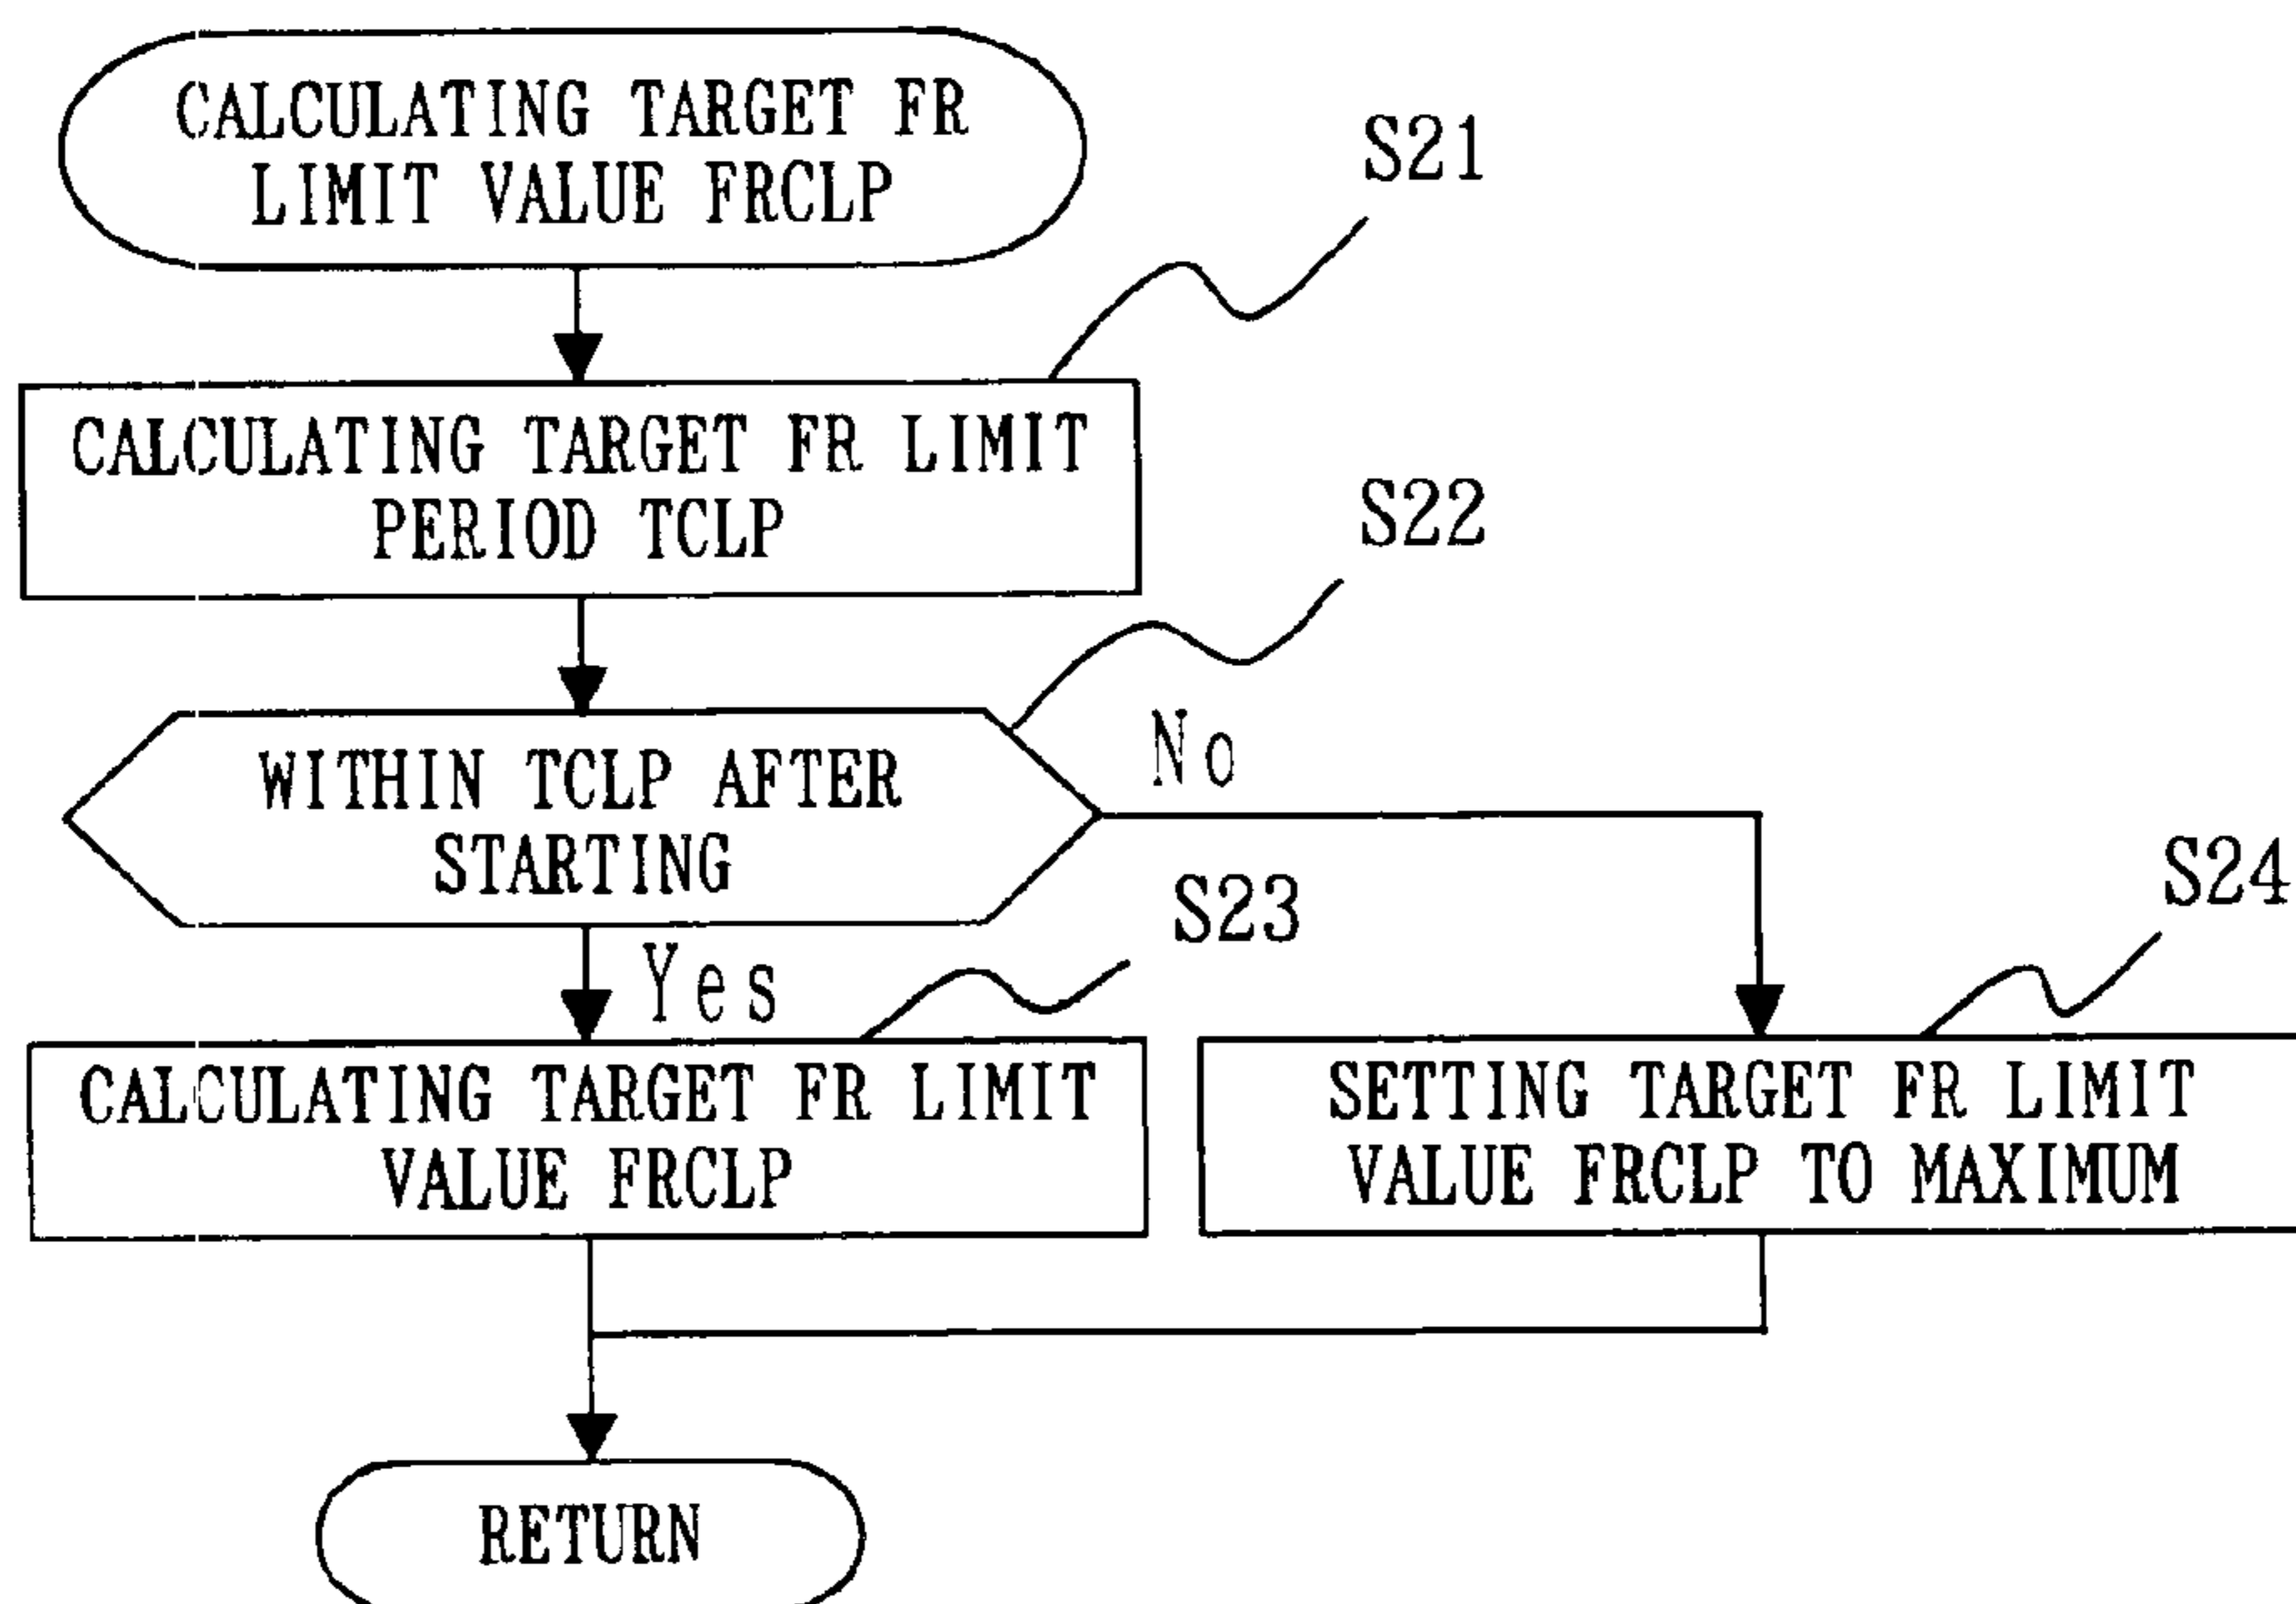 CALCULATING TARGET FR
LIMIT VALUE FRCLP
S21
CALCULATING TARGET FR LIMIT
PERIOD TCLP
S22
WITHIN TCLP AFTER
STARTING
No
Yes
S23
S24
CALCULATING TARGET FR LIMIT
VALUE FRCLP
SETTING TARGET FR LIMIT
VALUE FRCLP TO MAXIMUM
RETURN